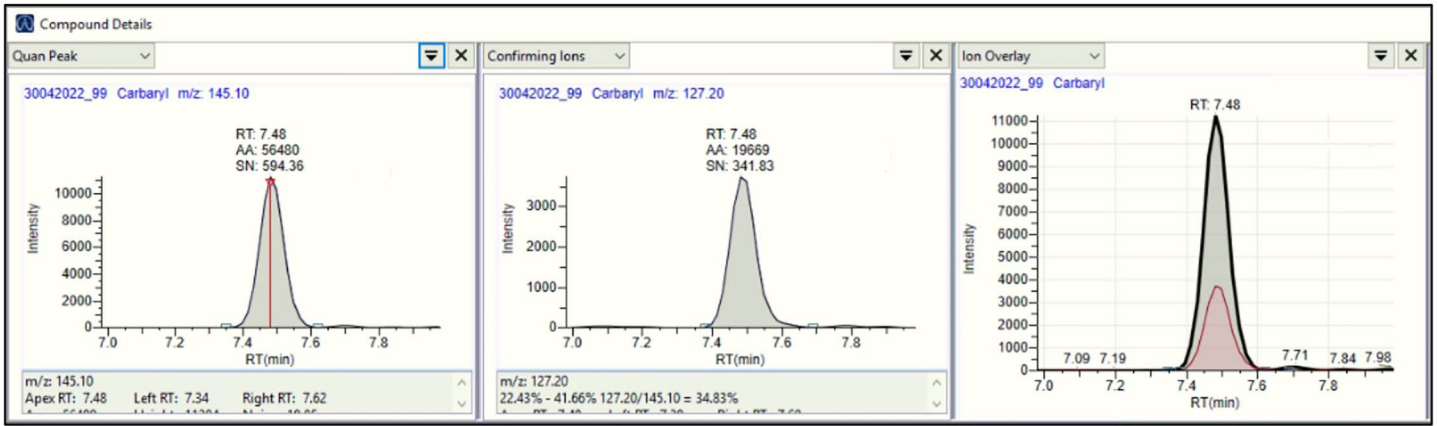 Compound Details
Quan Peak
30042022_99 Carbaryl m/z: 145.10
RT: 7.48
AA: 56480
SN: 594.36
10000
8000
6000
4000
2000
0
Intensity
7.0 7.2 7.4 7.6 7.8
RT(min)
m/z: 145.10
Apex RT: 7.48 Left RT: 7.34 Right RT: 7.62
Confirming Ions
30042022_99 Carbaryl m/z: 127.20
RT: 7.48
AA: 19669
SN: 341.83
3000
2000
1000
0
Intensity
7.0 7.2 7.4 7.6 7.8
RT(min)
m/z: 127.20
22.43% - 41.66% 127.20/145.10 = 34.83%
Ion Overlay
30042022_99 Carbaryl
RT: 7.48
11000
10000
9000
8000
7000
6000
5000
4000
3000
2000
1000
0
Intensity
7.09 7.19 7.71 7.84 7.98
7.0 7.2 7.4 7.6 7.8
RT(min)